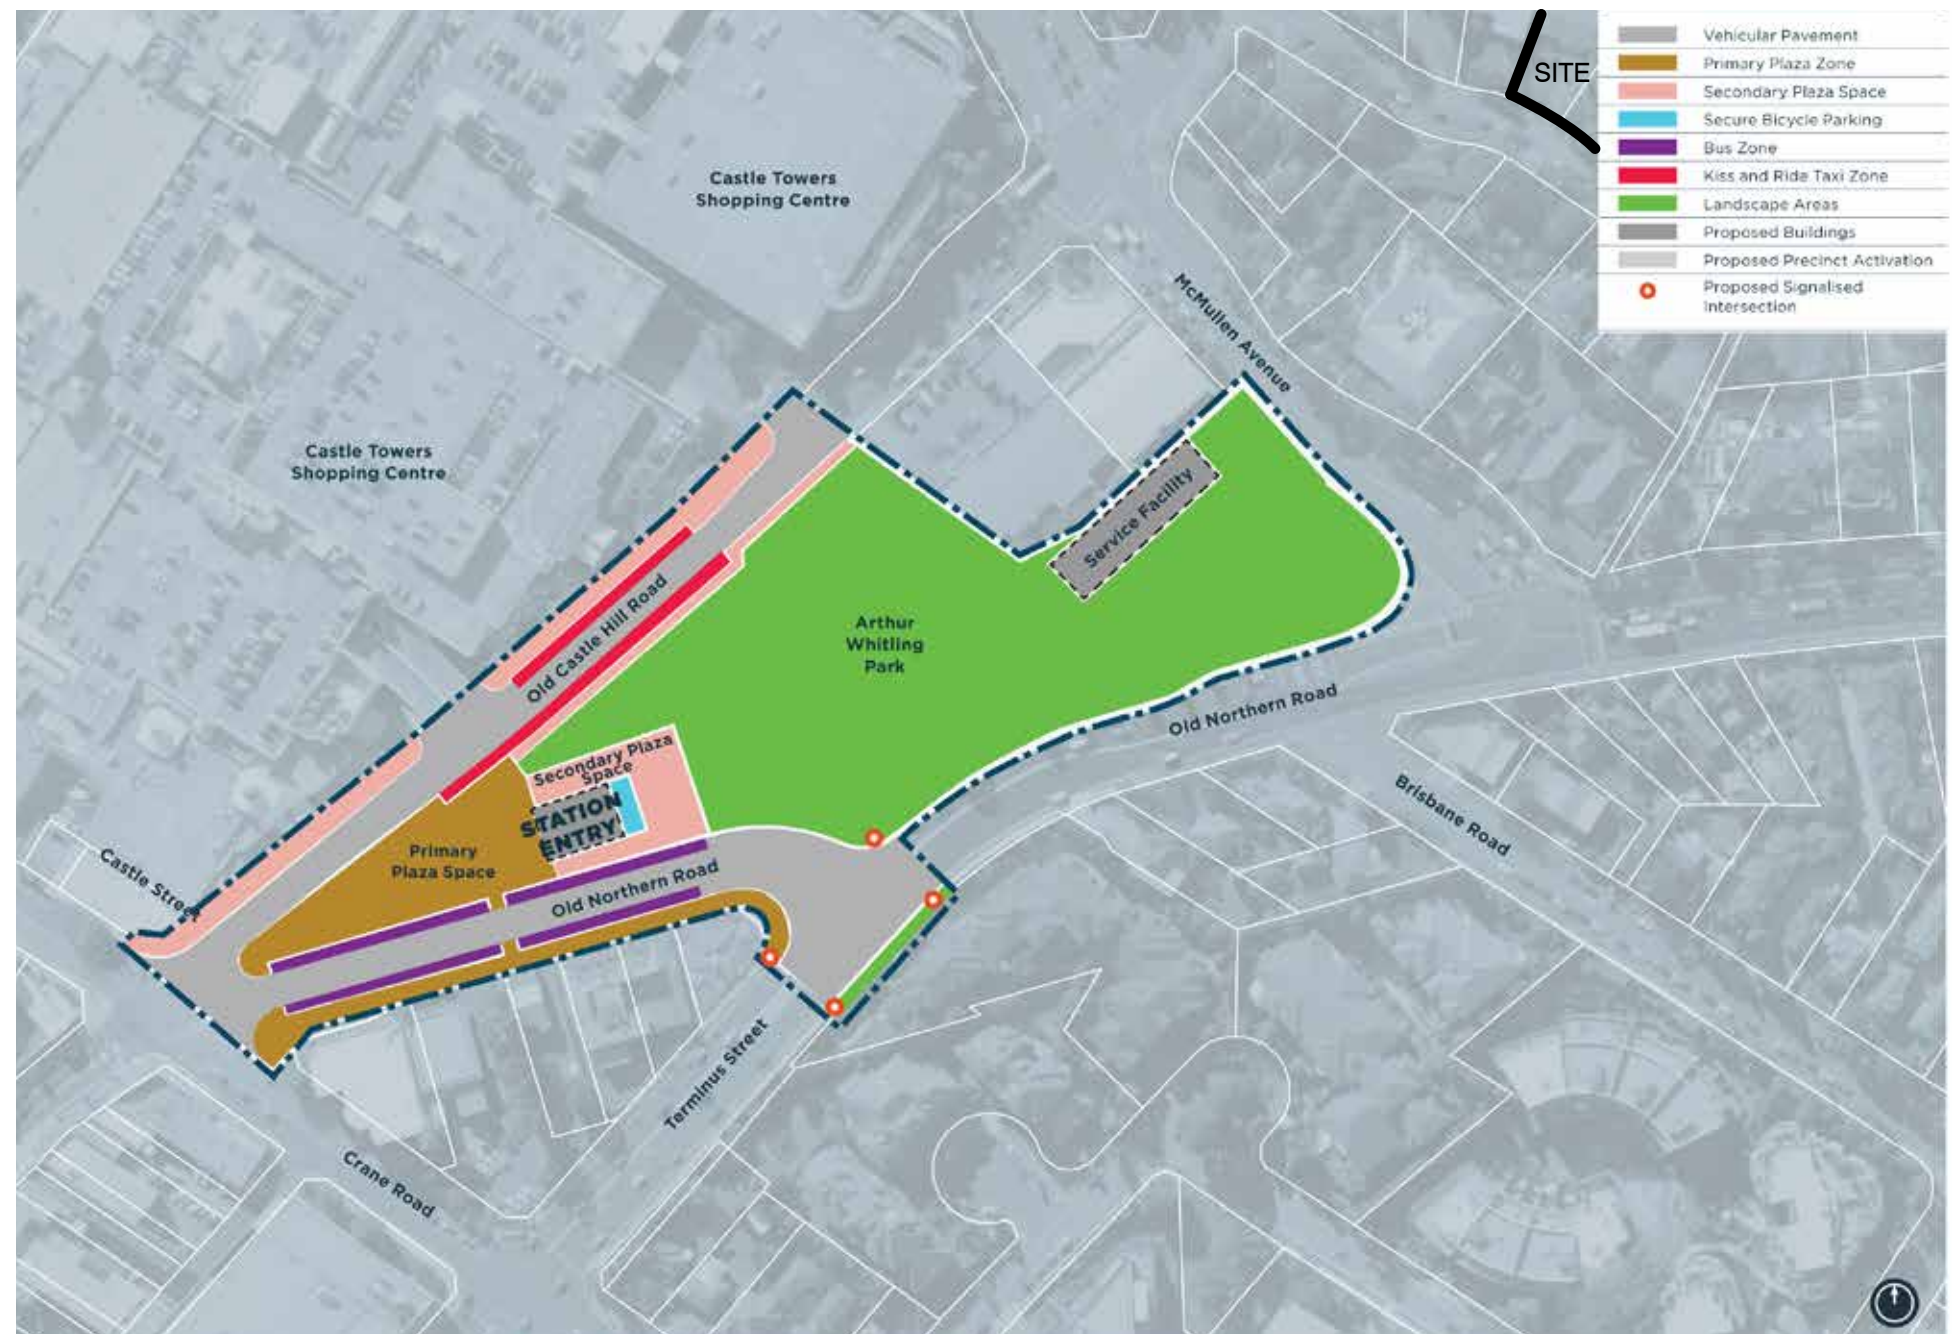 SITE
Vehicular Pavement
Primary Plaza Zone
Secondary Plaza Space
Secure Bicycle Parking
Bus Zone
Kiss and Ride Taxi Zone
Landscape Areas
Proposed Buildings
Proposed Precinct Activation
Proposed Signalised
Intersection
Castle Towers
Shopping Centre
McMullen Avenue
Castle Towers
Shopping Centre
Service Facility
Old Castle Hill Road
Arthur
Whitling
Park
Old Northern Road
Secondary Plaza
Space
STATION
ENTRY
Primary
Plaza Space
Brisbane Road
Castle Street
Old Northern Road
Terminus Street
Crane Road